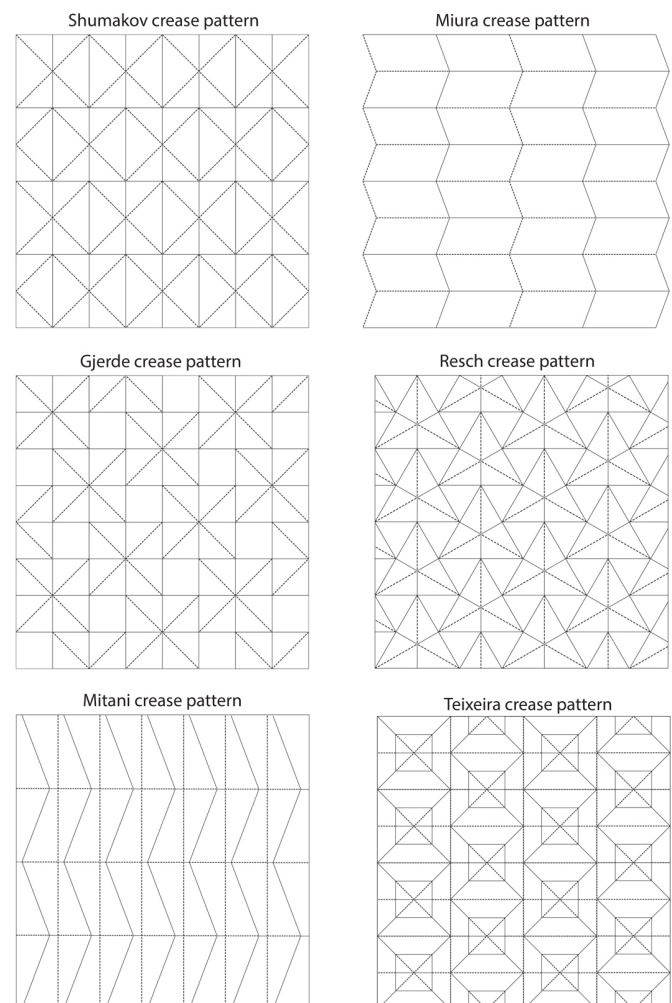 Shumakov crease pattern
Miura crease pattern
Gjerde crease pattern
Resch crease pattern
Mitani crease pattern
Teixeira crease pattern